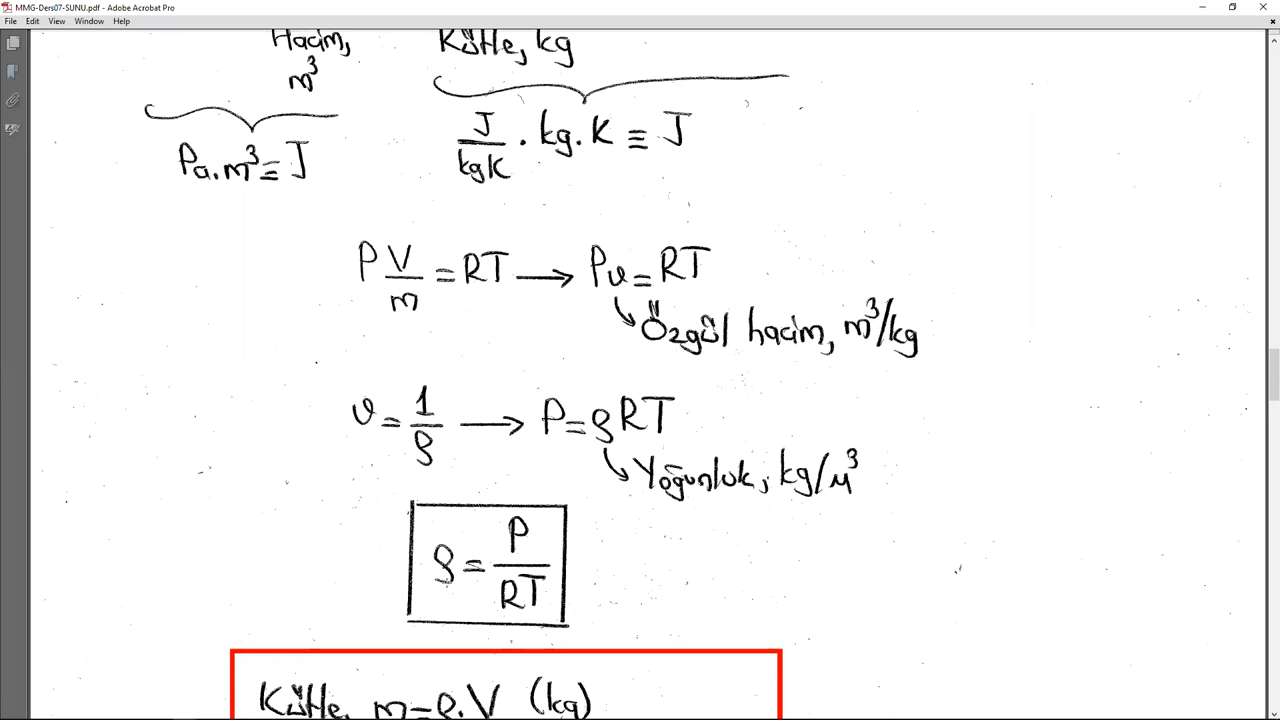 MMG-Ders07-SUNU.pdf - Adobe Acrobat Pro
File Edit View Window Help
Hacim, m³
Kütle, kg
Pa.m³ = J
J/kgK . kg.K ≡ J
P V/m = RT → Pv = RT
Özgül hacim, m³/kg
v = 1/ρ → P = ρRT
Yoğunluk, kg/m³
ρ = P/RT
Kütle, m = ρ.V (kg)